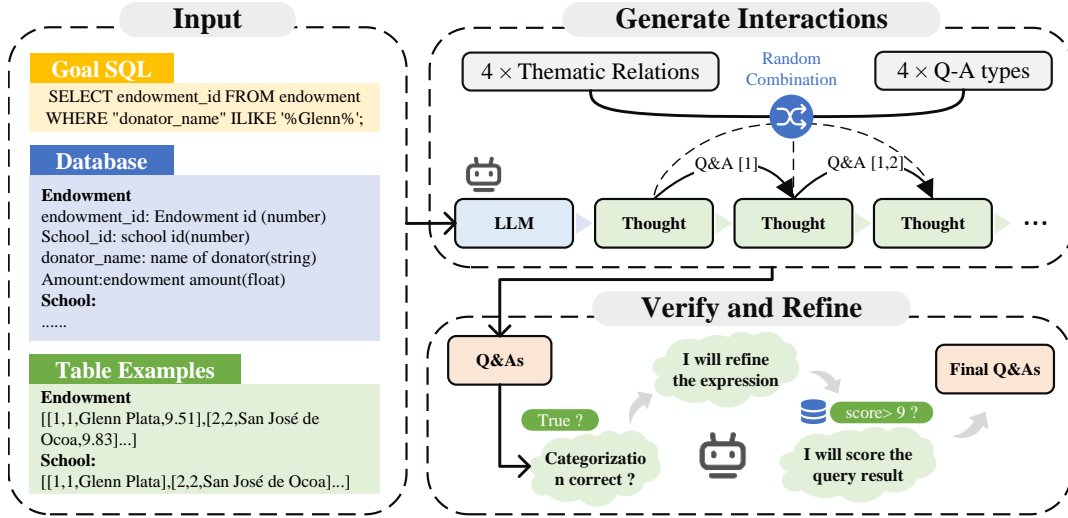 Input
Goal SQL
SELECT endowment_id FROM endowment
WHERE "donator_name" ILIKE '%Glenn%';
Database
Endowment
endowment_id: Endowment id (number)
School_id: school id(number)
donator_name: name of donator(string)
Amount:endowment amount(float)
School:
......
Table Examples
Endowment
[[1,1,Glenn Plata,9.51],[2,2,San José de
Ocoa,9.83]...]
School:
[[1,1,Glenn Plata],[2,2,San José de Ocoa]...]
Generate Interactions
4 × Thematic Relations
Random
Combination
4 × Q-A types
Q&A [1]
Q&A [1,2]
LLM
Thought
Thought
Thought
...
Verify and Refine
Q&As
I will refine
the expression
Final Q&As
True ?
score> 9 ?
Categorizatio
n correct ?
I will score the
query result